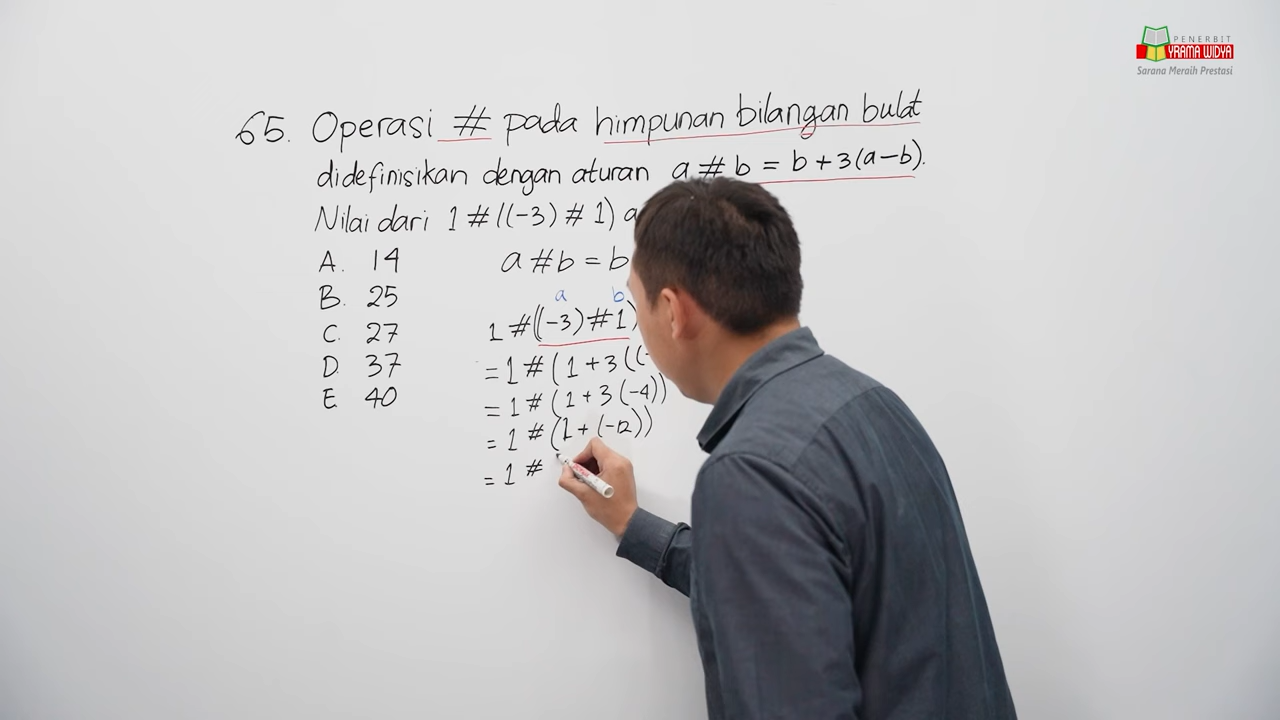 PENERBIT
YRAMA WIDYA
Sarana Meraih Prestasi
65. Operasi # pada himpunan bilangan bulat
didefinisikan dengan aturan a # b = b + 3(a-b).
Nilai dari 1 # ((-3) # 1)
A. 14
B. 25
C. 27
D. 37
E. 40
a # b = b
a b
1 # ((-3) # 1)
= 1 # (1 + 3((-
= 1 # (1 + 3(-4))
= 1 # (1 + (-12))
= 1 #